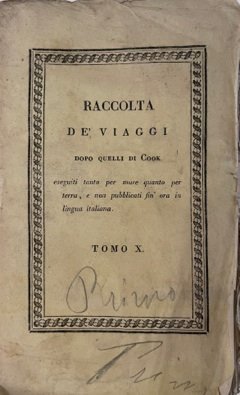 RACCOLTA
DE' VIAGGI
DOPO QUELLI DI COOK
eseguiti tanto per mare quanto per
terra, e non pubblicati fin' ora in
lingua italiana.
TOMO X.
Primo